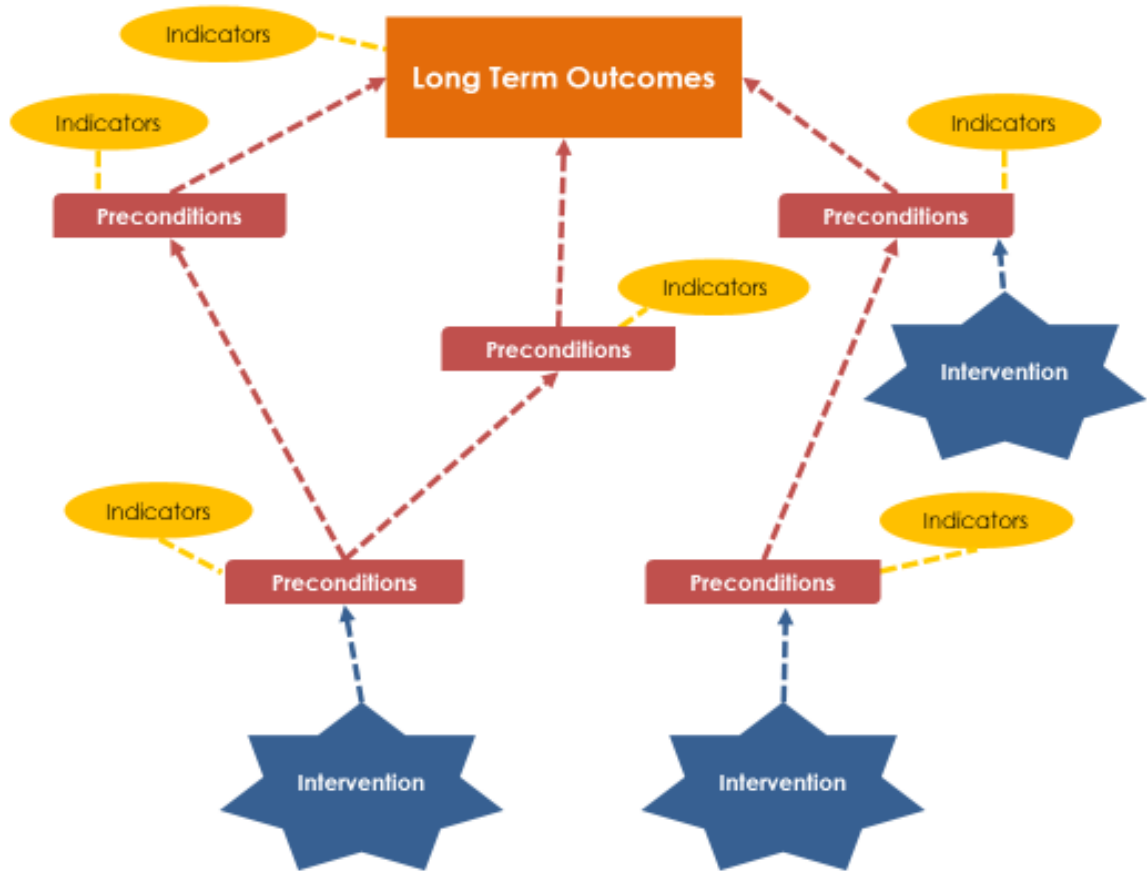 Indicators
Long Term Outcomes
Indicators
Indicators
Preconditions
Preconditions
Indicators
Preconditions
Intervention
Indicators
Indicators
Preconditions
Preconditions
Intervention
Intervention